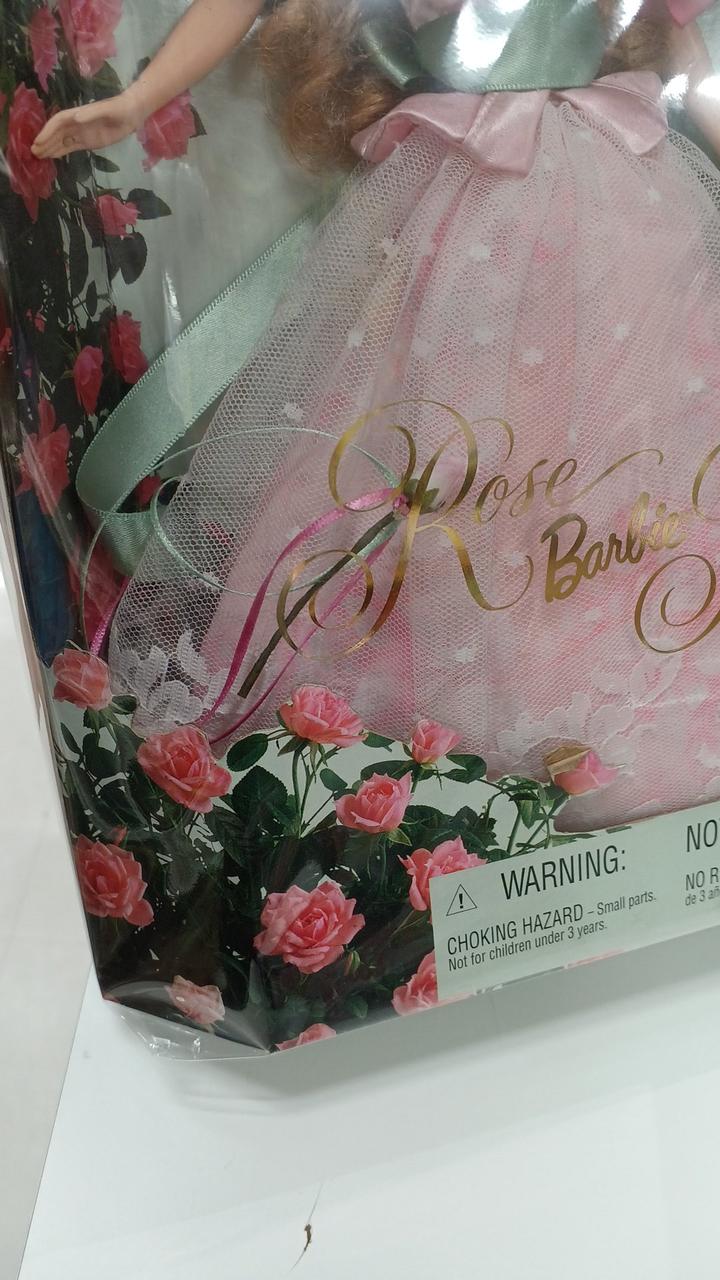 Rose
Barbie
WARNING:
CHOKING HAZARD – Small parts.
Not for children under 3 years.
NO
NO R
de 3 añ